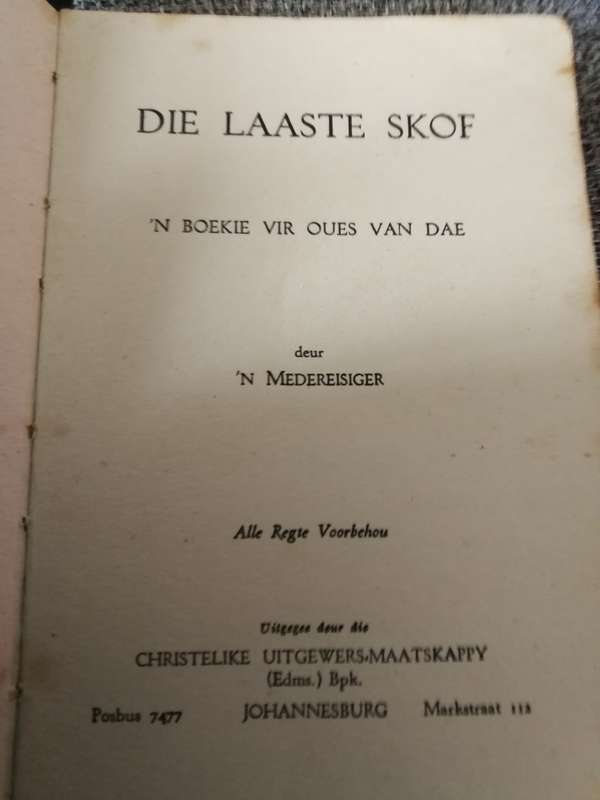 DIE LAASTE SKOF
'N BOEKIE VIR OUES VAN DAE
deur
'N MEDEREISIGER
Alle Regte Voorbehou
Uitgegee deur die
CHRISTELIKE UITGEWERS-MAATSKAPPY
(Edms.) Bpk.
Posbus 7477 JOHANNESBURG Markstraat 112